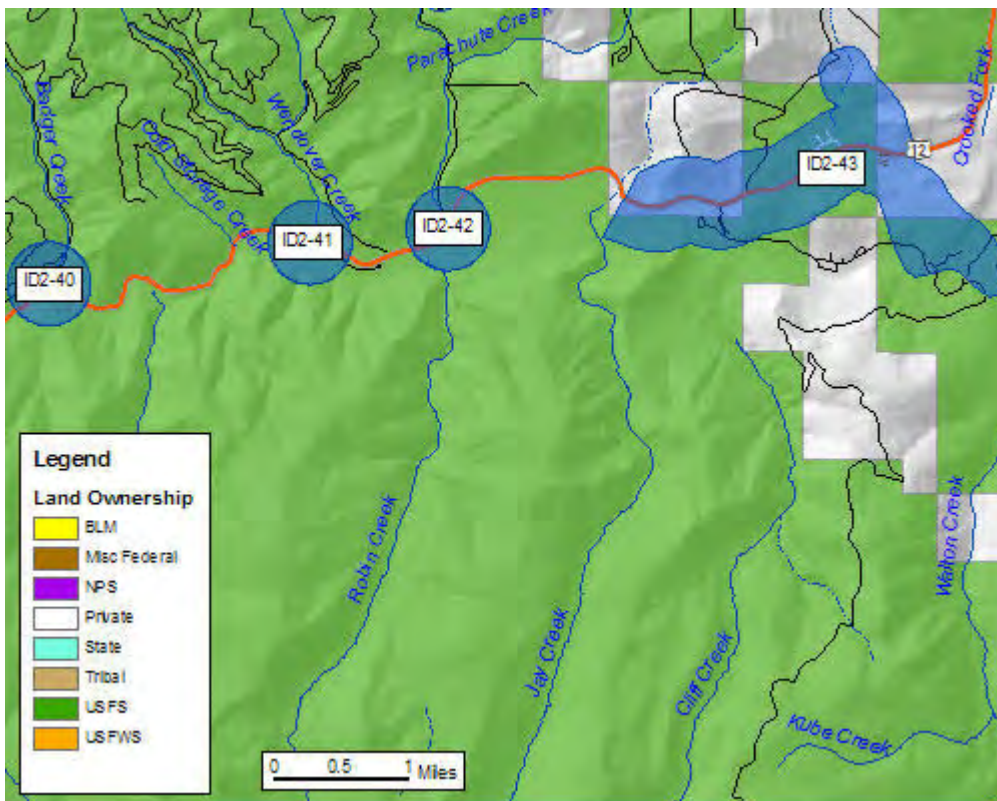 Parachute Creek
Badger Creek
Cold Storage Creek
Wendover Creek
Crooked Fork
12
ID2-43
ID2-42
ID2-41
ID2-40
Robin Creek
Jay Creek
Cliff Creek
Walton Creek
Kube Creek
Legend
Land Ownership
BLM
Misc Federal
NPS
Private
State
Tribal
USFS
USFWS
0 0.5 1
Miles